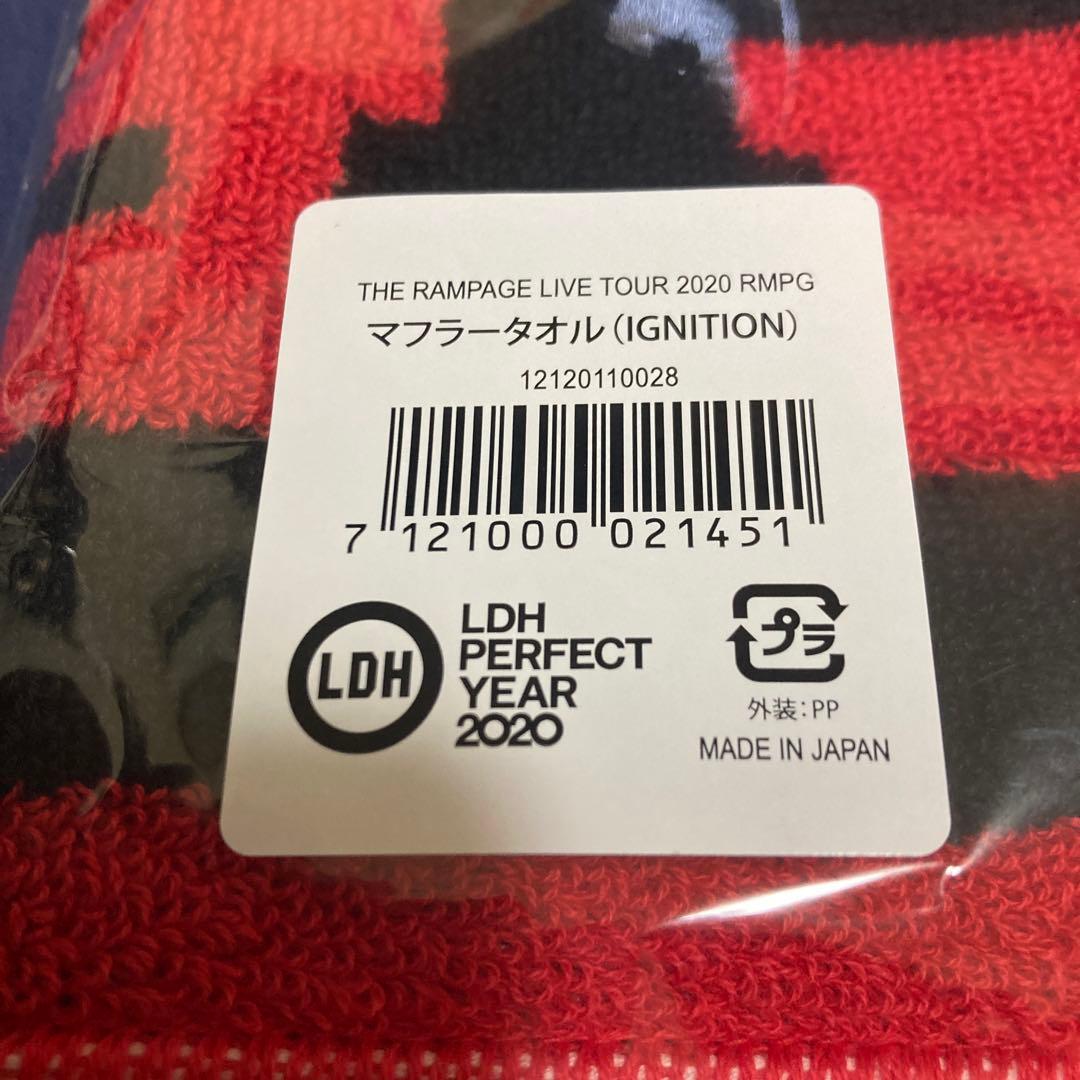 THE RAMPAGE LIVE TOUR 2020 RMPG
マフラータオル（IGNITION）
12120110028
7 121000 021451
LDH
LDH
PERFECT
YEAR
2020
プラ
外装:PP
MADE IN JAPAN